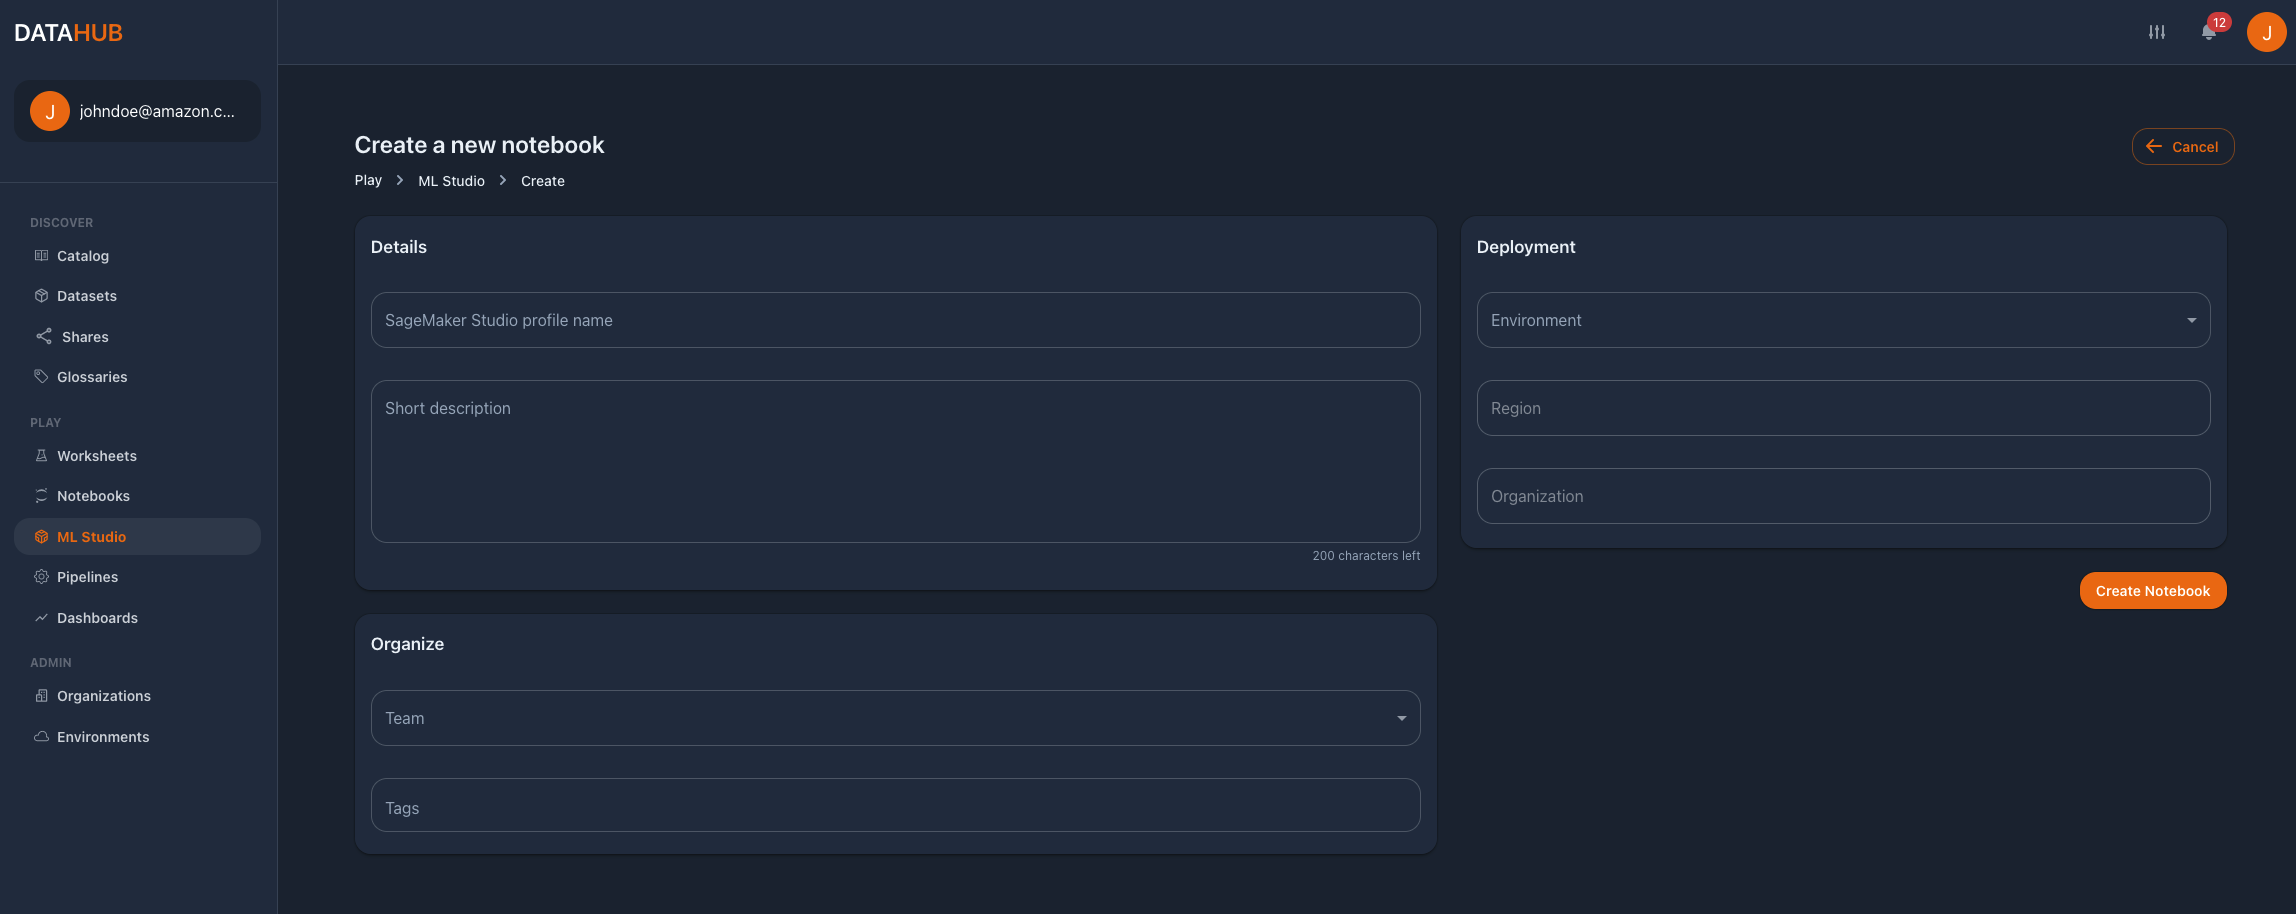 DATAHUB
12
J
J
johndoe@amazon.c...
DISCOVER
Catalog
Datasets
Shares
Glossaries
PLAY
Worksheets
Notebooks
ML Studio
Pipelines
Dashboards
ADMIN
Organizations
Environments
Create a new notebook
Play > ML Studio > Create
Cancel
Details
SageMaker Studio profile name
Short description
200 characters left
Organize
Team
Tags
Deployment
Environment
Region
Organization
Create Notebook